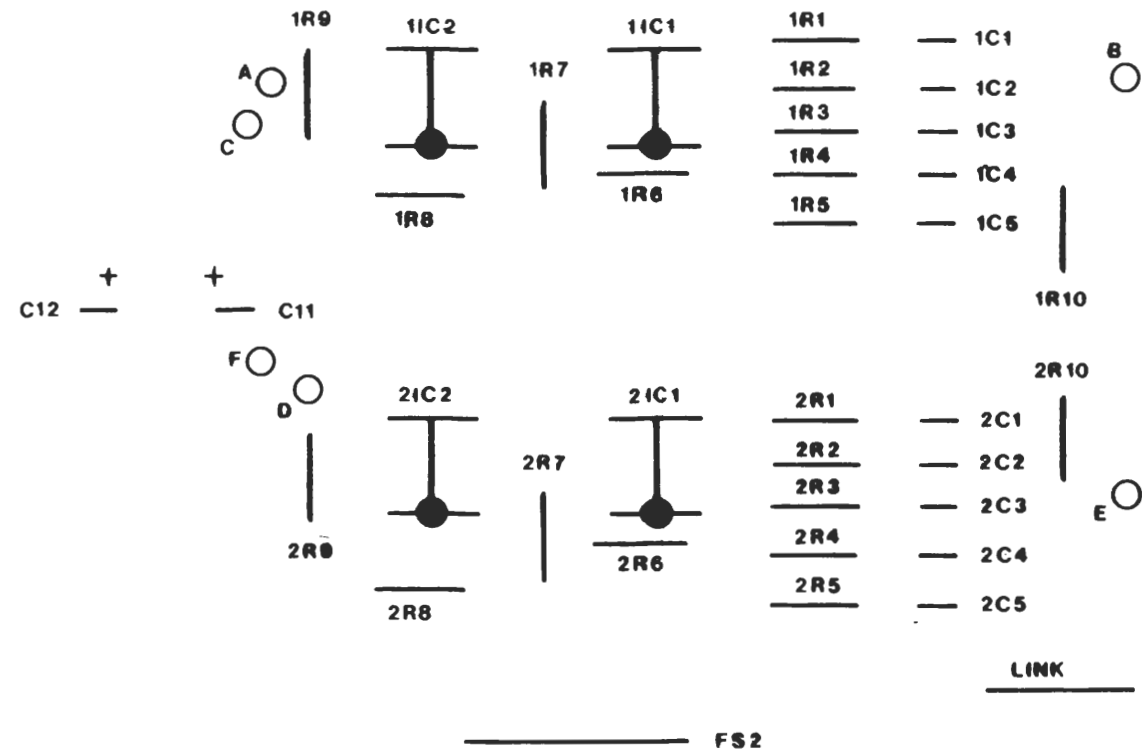 1R9 1IC2 1IC1 1R1 1C1 B
A 1R7 1R2 1C2
C 1R3 1C3
1R4 1C4
1R8 1R6 1R5 1C5
+ +
C12 C11 1R10
F 2R10
D 2IC2 2IC1 2R1 2C1
2R7 2R2 2C2
2R3 2C3 E
2R9 2R6 2R4 2C4
2R8 2R5 2C5
LINK
FS2